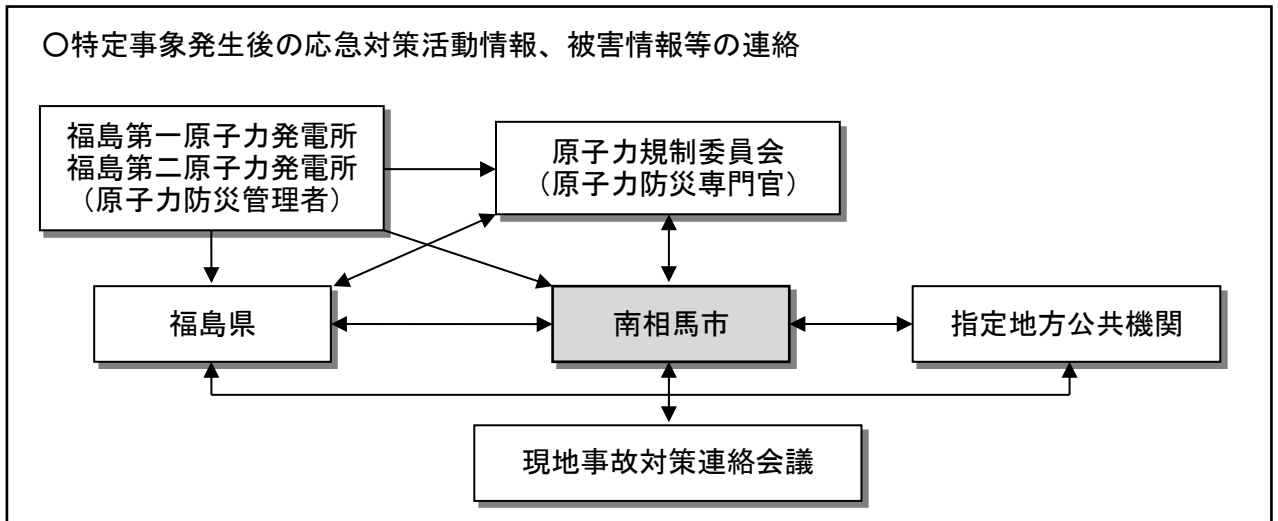 〇特定事象発生後の応急対策活動情報、被害情報等の連絡
福島第一原子力発電所
福島第二原子力発電所
（原子力防災管理者）
原子力規制委員会
（原子力防災専門官）
福島県
南相馬市
指定地方公共機関
現地事故対策連絡会議